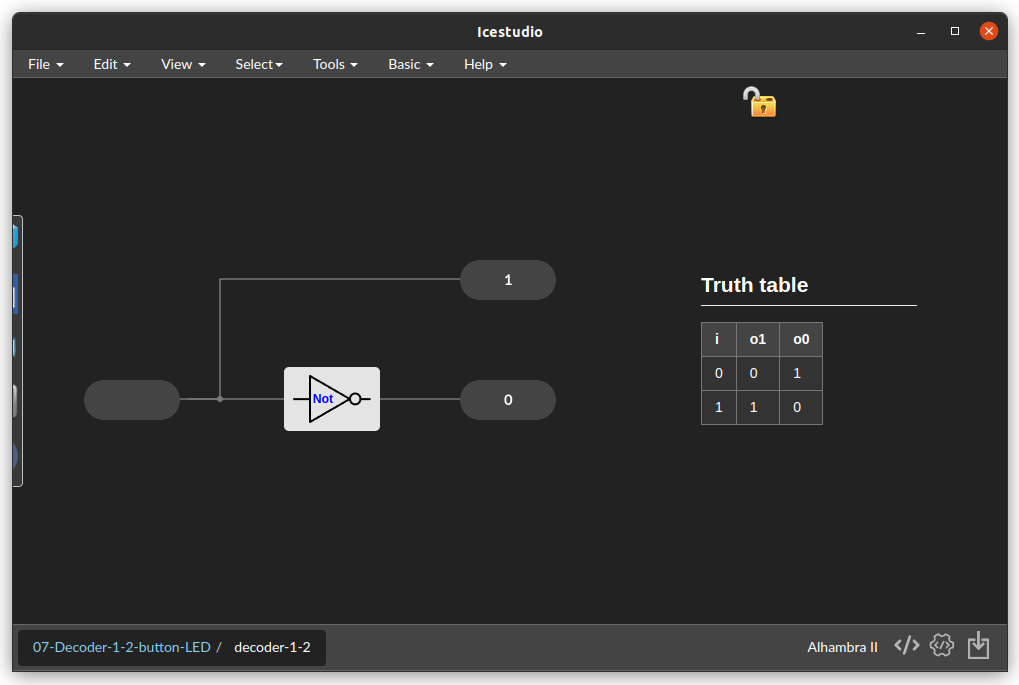 Icestudio
File Edit View Select Tools Basic Help
1
Not
0
Truth table
i o1 o0
0 0 1
1 1 0
07-Decoder-1-2-button-LED / decoder-1-2
Alhambra II </> </>